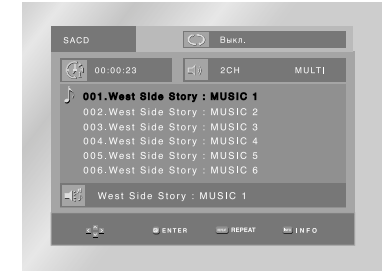 SACD Выкл.
00:00:23 2CH MULTI
001.West Side Story : MUSIC 1
002.West Side Story : MUSIC 2
003.West Side Story : MUSIC 3
004.West Side Story : MUSIC 4
005.West Side Story : MUSIC 5
006.West Side Story : MUSIC 6
West Side Story : MUSIC 1
ENTER REPEAT INFO